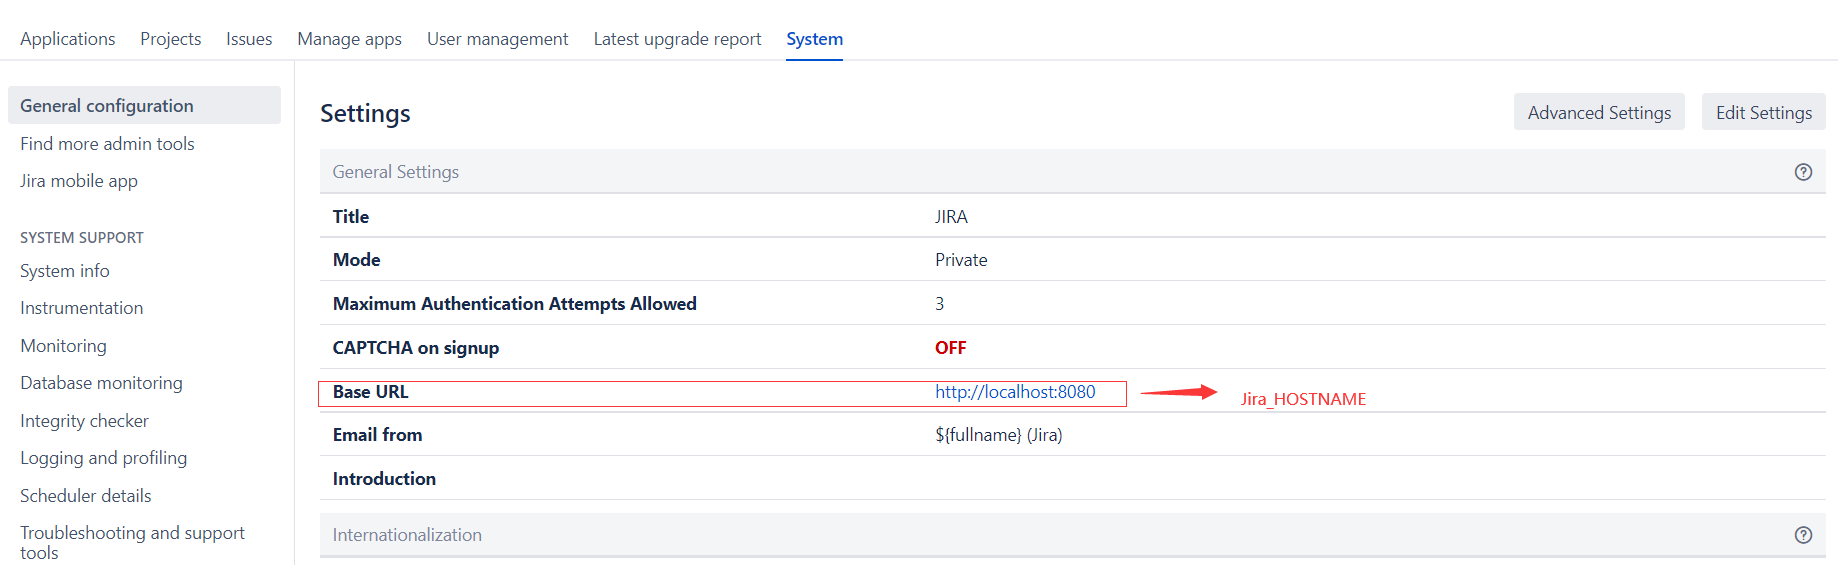 Applications Projects Issues Manage apps User management Latest upgrade report System
General configuration
Find more admin tools
Jira mobile app
SYSTEM SUPPORT
System info
Instrumentation
Monitoring
Database monitoring
Integrity checker
Logging and profiling
Scheduler details
Troubleshooting and support
tools
Settings
Advanced Settings Edit Settings
General Settings
Title JIRA
Mode Private
Maximum Authentication Attempts Allowed 3
CAPTCHA on signup OFF
Base URL http://localhost:8080 Jira_HOSTNAME
Email from ${fullname} (Jira)
Introduction
Internationalization